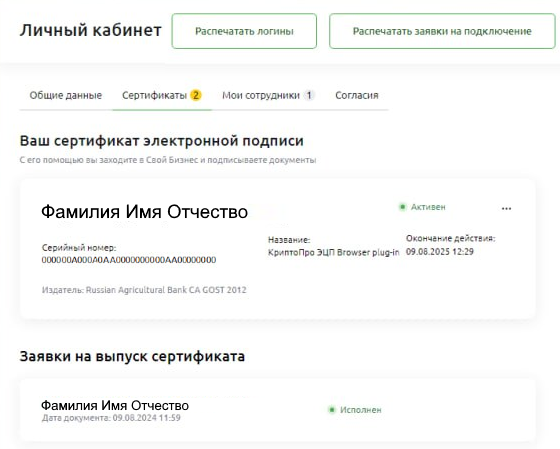 Личный кабинет
Распечатать логины
Распечатать заявки на подключение
Общие данные
Сертификаты 2
Мои сотрудники 1
Согласия
Ваш сертификат электронной подписи
С его помощью вы заходите в Свой Бизнес и подписываете документы
Фамилия Имя Отчество
Активен
...
Серийный номер:
000000A000A0AA0000000000AA00000000
Название:
КриптоПро ЭЦП Browser plug-in
Окончание действия:
09.08.2025 12:29
Издатель: Russian Agricultural Bank CA GOST 2012
Заявки на выпуск сертификата
Фамилия Имя Отчество
Дата документа: 09.08.2024 11:59
Исполнен